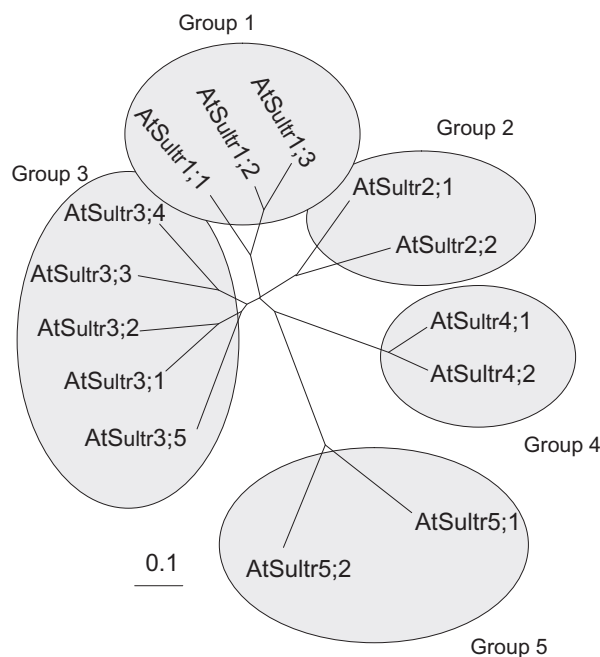 Group 1
AtSultr1;1
AtSultr1;2
AtSultr1;3
Group 2
AtSultr2;1
AtSultr2;2
Group 3
AtSultr3;4
AtSultr3;3
AtSultr3;2
AtSultr3;1
AtSultr3;5
AtSultr4;1
AtSultr4;2
Group 4
AtSultr5;1
AtSultr5;2
Group 5
0.1